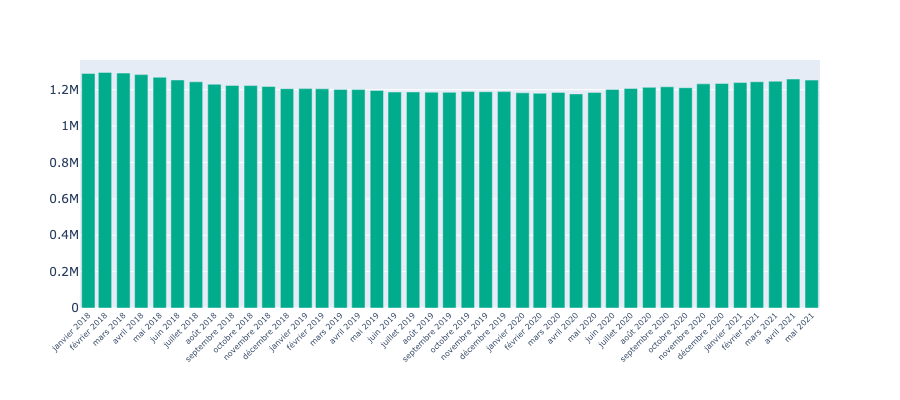 1.2M
1M
0.8M
0.6M
0.4M
0.2M
0
janvier 2018
février 2018
mars 2018
avril 2018
mai 2018
juin 2018
juillet 2018
août 2018
septembre 2018
octobre 2018
novembre 2018
décembre 2018
janvier 2019
février 2019
mars 2019
avril 2019
mai 2019
juin 2019
juillet 2019
août 2019
septembre 2019
octobre 2019
novembre 2019
décembre 2019
janvier 2020
février 2020
mars 2020
avril 2020
mai 2020
juin 2020
juillet 2020
août 2020
septembre 2020
octobre 2020
novembre 2020
décembre 2020
janvier 2021
février 2021
mars 2021
avril 2021
mai 2021